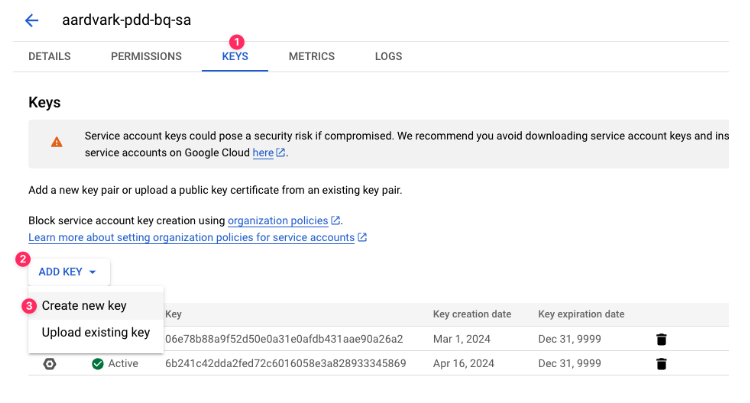 aardvark-pdd-bq-sa
1
DETAILS PERMISSIONS KEYS METRICS LOGS
Keys
Service account keys could pose a security risk if compromised. We recommend you avoid downloading service account keys and
service accounts on Google Cloud here.
Add a new key pair or upload a public key certificate from an existing key pair.
Block service account key creation using organization policies.
Learn more about setting organization policies for service accounts
2
ADD KEY
3 Create new key
Upload existing key
Key Key creation date Key expiration date
06e78b88a9f52d50e0a31e0afdb431aae90a26a2 Mar 1, 2024 Dec 31, 9999
Active 6b241c42dda2fed72c6016058e3a828933345869 Apr 16, 2024 Dec 31, 9999